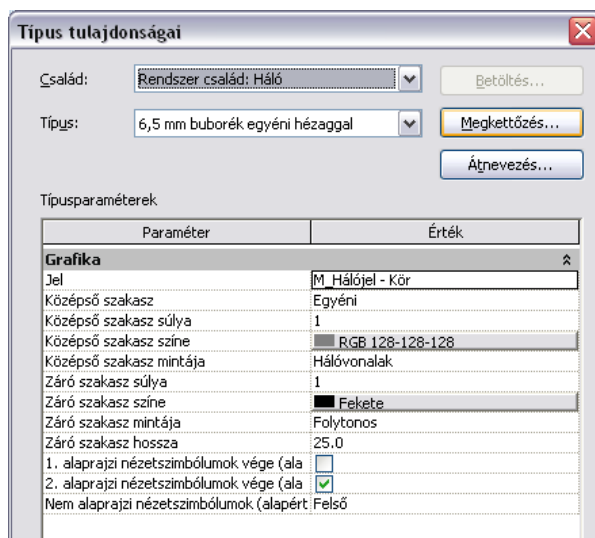 Típus tulajdonságai
Család: Rendszer család: Háló Betöltés...
Típus: 6,5 mm buborék egyéni hézaggal Megkettőzés...
Átnevezés...
Típusparaméterek
Paraméter Érték
Grafika
Jel M_Hálójel - Kör
Középső szakasz Egyéni
Középső szakasz súlya 1
Középső szakasz színe RGB 128-128-128
Középső szakasz mintája Hálóvonalak
Záró szakasz súlya 1
Záró szakasz színe Fekete
Záró szakasz mintája Folytonos
Záró szakasz hossza 25.0
1. alaprajzi nézetszimbólumok vége (ala
2. alaprajzi nézetszimbólumok vége (ala
Nem alaprajzi nézetszimbólumok (alapért Felső